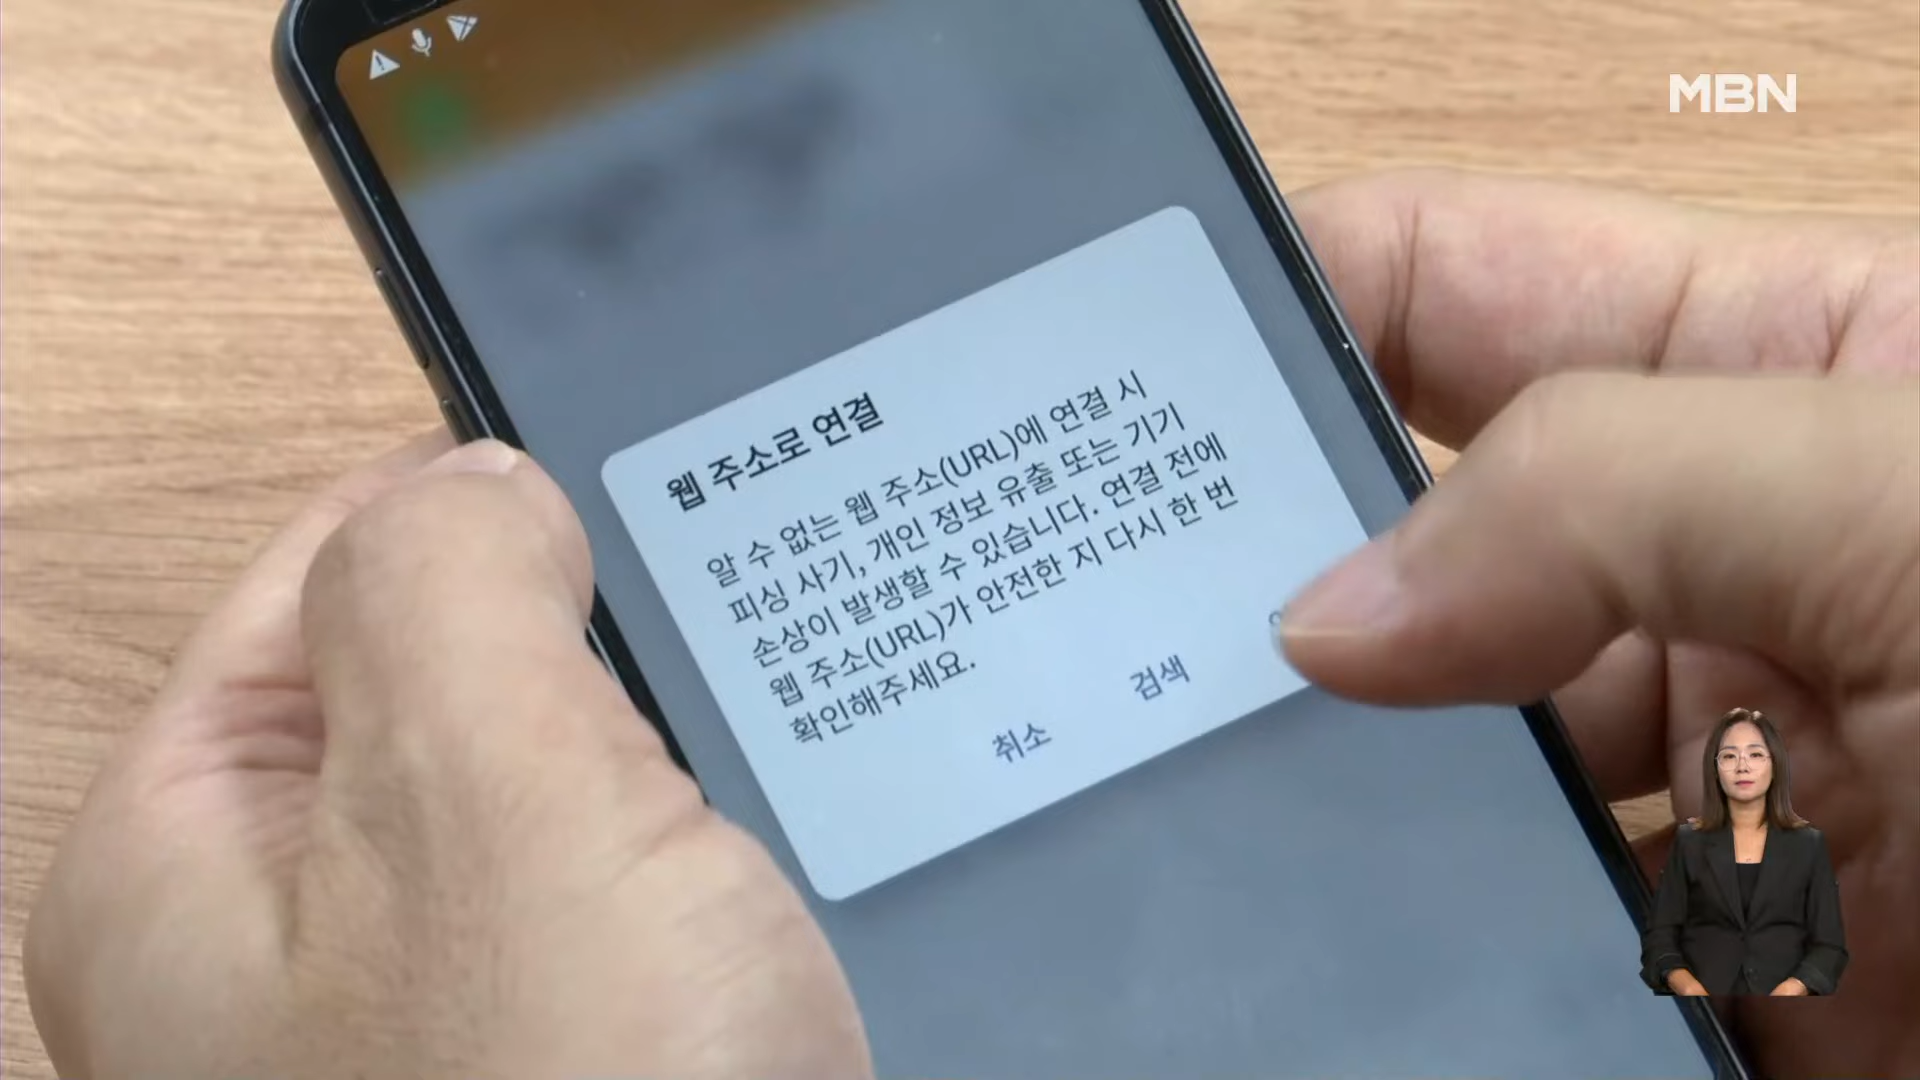 MBN
웹 주소로 연결
알 수 없는 웹 주소(URL)에 연결 시
피싱 사기, 개인 정보 유출 또는 기기
손상이 발생할 수 있습니다. 연결 전에
웹 주소(URL)가 안전한 지 다시 한 번
확인해주세요.
취소
검색